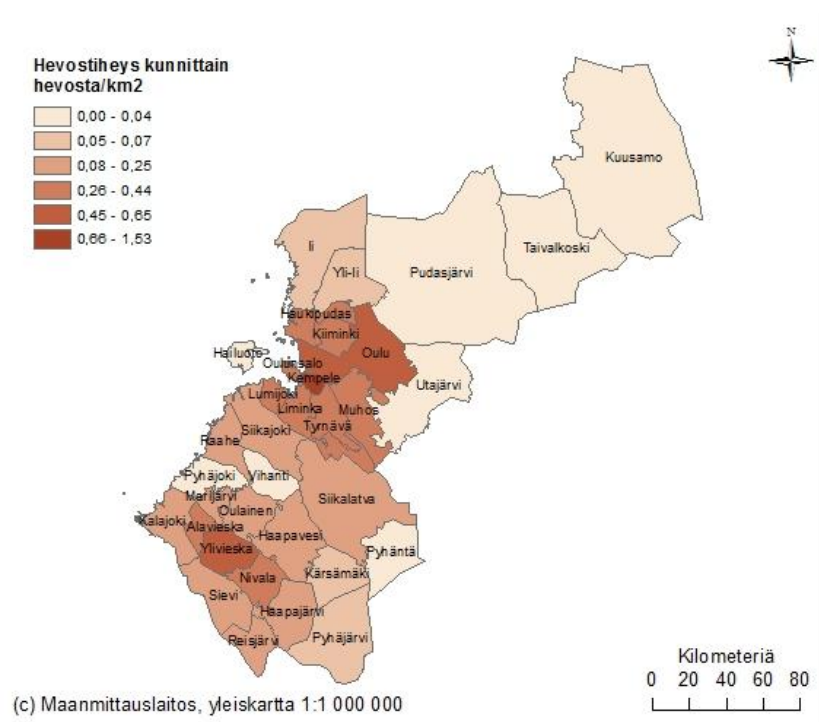 N
Hevostiheys kunnittain
hevosta/km2
0,00 - 0,04
0,05 - 0,07
0,08 - 0,25
0,26 - 0,44
0,45 - 0,65
0,66 - 1,53
Kuusamo
Taivalkoski
Ii
Yli-Ii
Pudasjärvi
Haukipudas
Kiiminki
Hailuoto
Oulu
Oulunsalo
Kempele
Utajärvi
Lumijoki
Liminka
Muhos
Tyrnävä
Siikajoki
Raahe
Pyhäjoki
Vihanti
Merijärvi
Siikalatva
Oulainen
Kalajoki
Alavieska
Haapavesi
Ylivieska
Pyhäntä
Kärsämäki
Nivala
Sievi
Haapajärvi
Reisjärvi
Pyhäjärvi
Kilometeriä
0 20 40 60 80
(c) Maanmittauslaitos, yleiskartta 1:1 000 000